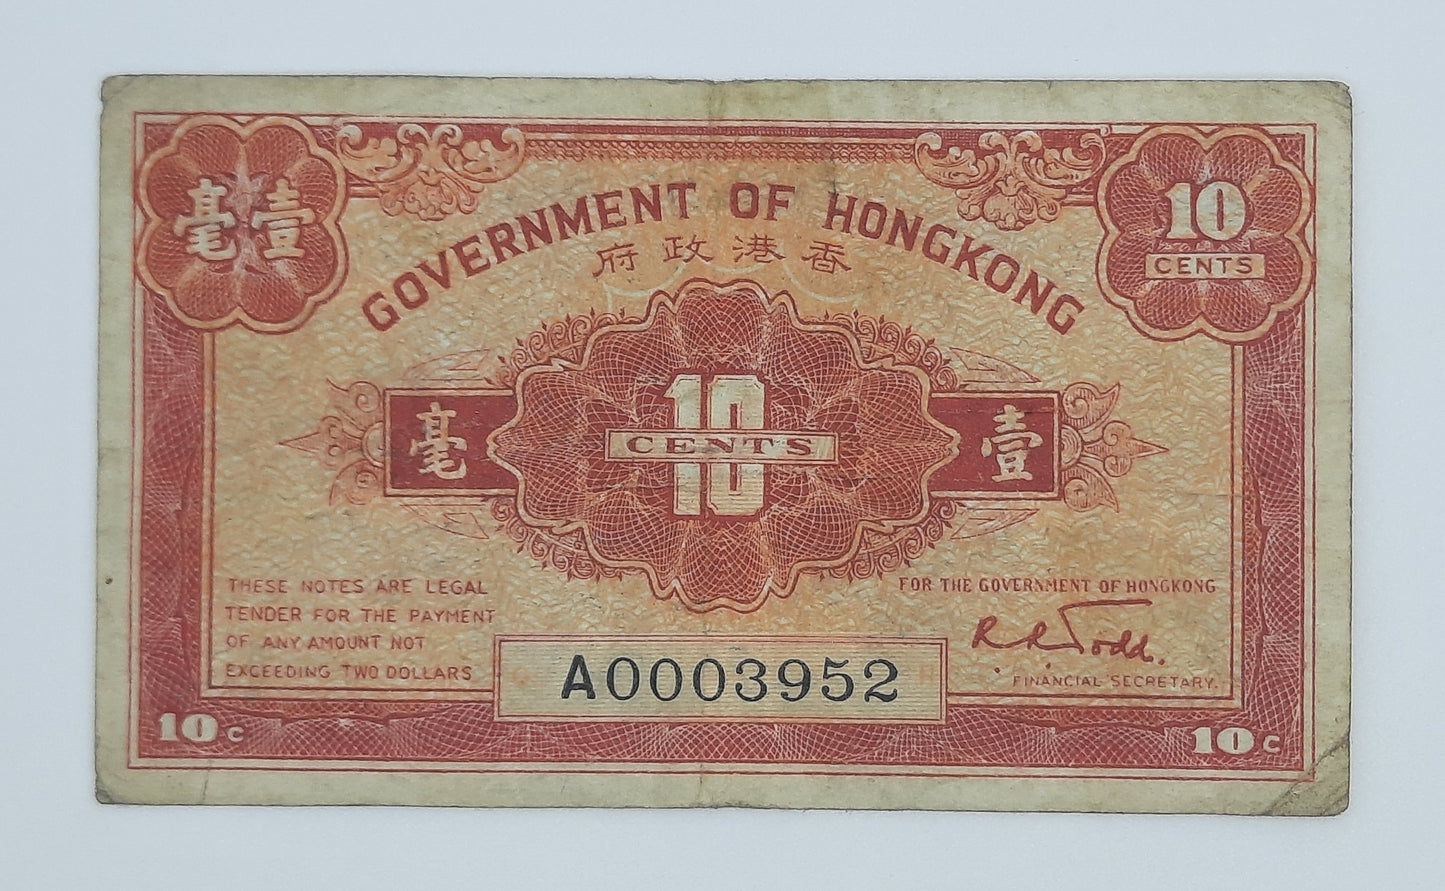 毫壹
10
CENTS
GOVERNMENT OF HONGKONG
府政港香
毫
10
CENTS
壹
THESE NOTES ARE LEGAL
TENDER FOR THE PAYMENT
OF ANY AMOUNT NOT
EXCEEDING TWO DOLLARS
FOR THE GOVERNMENT OF HONGKONG
R. R. Todd.
FINANCIAL SECRETARY.
A0003952
10 C
10 C